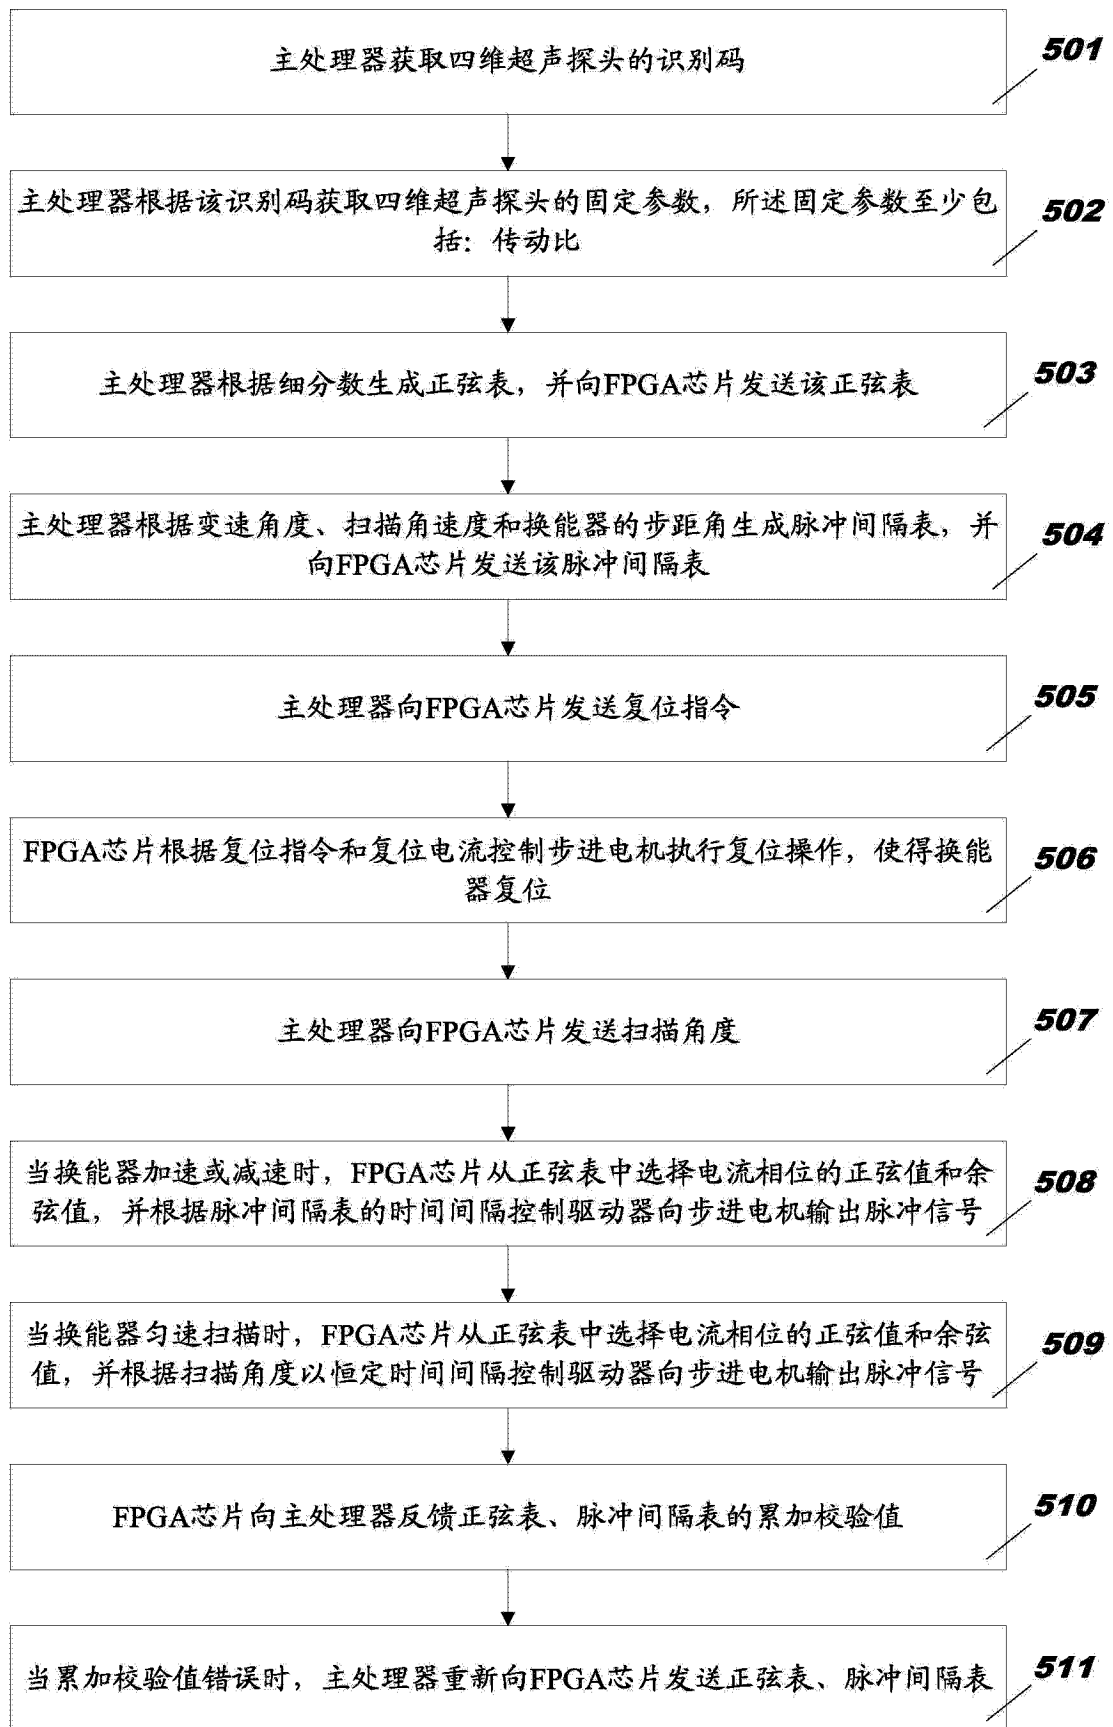 主处理器获取四维超声探头的识别码
501
主处理器根据该识别码获取四维超声探头的固定参数，所述固定参数至少包
括：传动比
502
主处理器根据细分数生成正弦表，并向FPGA芯片发送该正弦表
503
主处理器根据变速角度、扫描角速度和换能器的步距角生成脉冲间隔表，并
向FPGA芯片发送该脉冲间隔表
504
主处理器向FPGA芯片发送复位指令
505
FPGA芯片根据复位指令和复位电流控制步进电机执行复位操作，使得换能
器复位
506
主处理器向FPGA芯片发送扫描角度
507
当换能器加速或减速时，FPGA芯片从正弦表中选择电流相位的正弦值和余
弦值，并根据脉冲间隔表的时间间隔控制驱动器向步进电机输出脉冲信号
508
当换能器匀速扫描时，FPGA芯片从正弦表中选择电流相位的正弦值和余弦
值，并根据扫描角度以恒定时间间隔控制驱动器向步进电机输出脉冲信号
509
FPGA芯片向主处理器反馈正弦表、脉冲间隔表的累加校验值
510
当累加校验值错误时，主处理器重新向FPGA芯片发送正弦表、脉冲间隔表
511